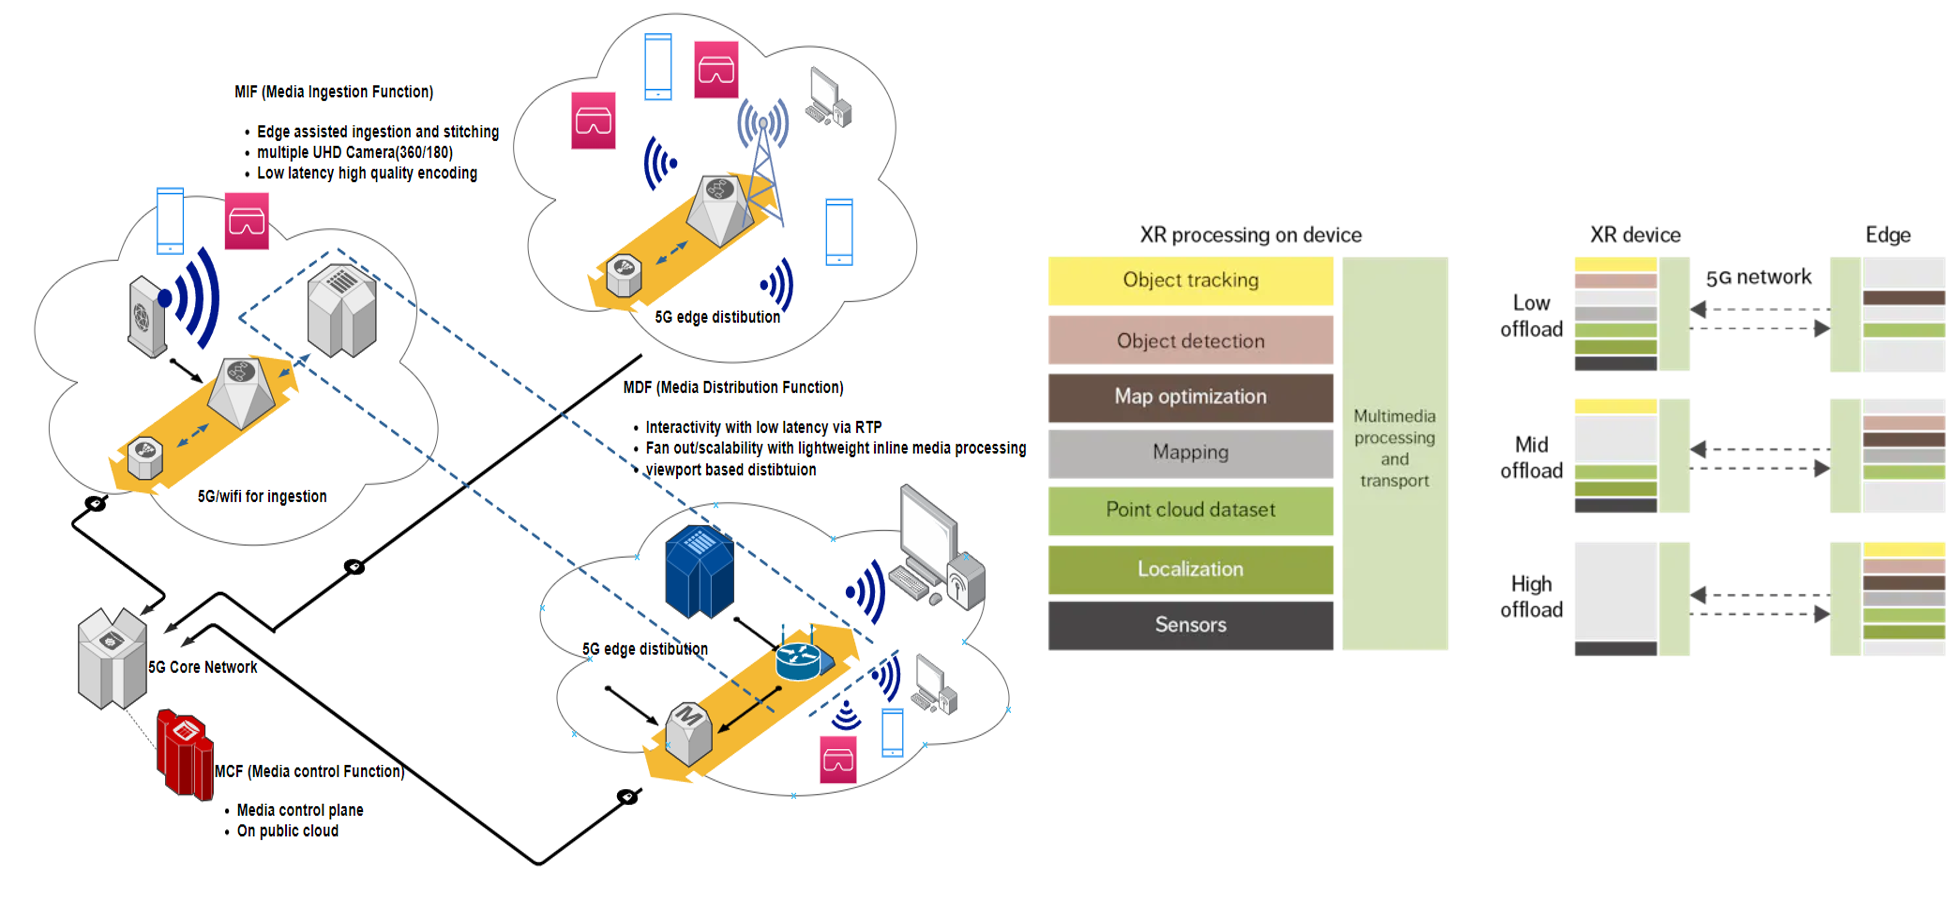 MIF (Media Ingestion Function)
• Edge assisted ingestion and stitching
• multiple UHD Camera(360/180)
• Low latency high quality encoding
5G edge distibution
5G/wifi for ingestion
MDF (Media Distribution Function)
• Interactivity with low latency via RTP
• Fan out/scalability with lightweight inline media processing
• viewport based distibtuion
5G edge distibution
M
5G Core Network
MCF (Media control Function)
• Media control plane
• On public cloud
XR processing on device
Object tracking
Object detection
Map optimization
Mapping
Point cloud dataset
Localization
Sensors
Multimedia
processing
and
transport
XR device
Edge
5G network
Low
offload
Mid
offload
High
offload